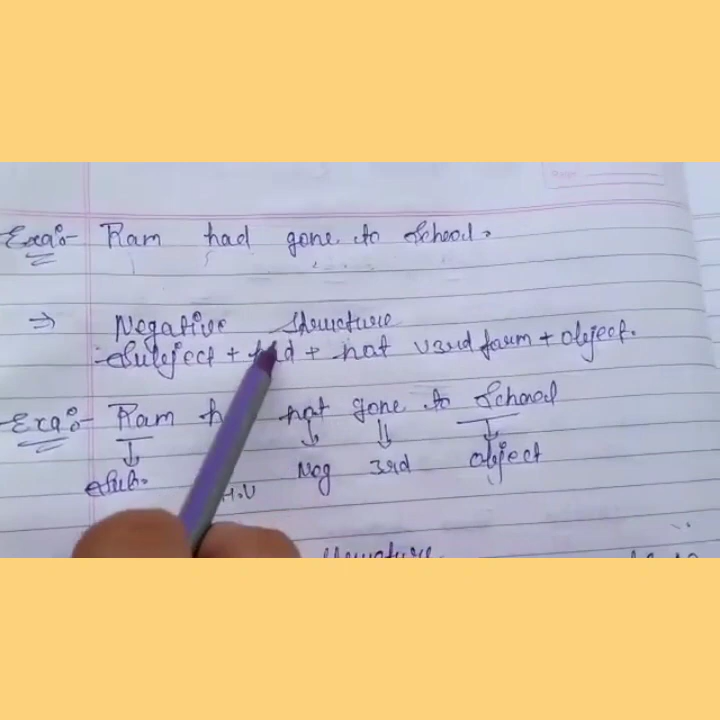 Exa:- Ram had gone to School.
⇒ Negative Structure
:- Subject + had + not V3rd form + object.
Exa:- Ram h not gone to School
Sub. H.V Neg 3rd object
structure